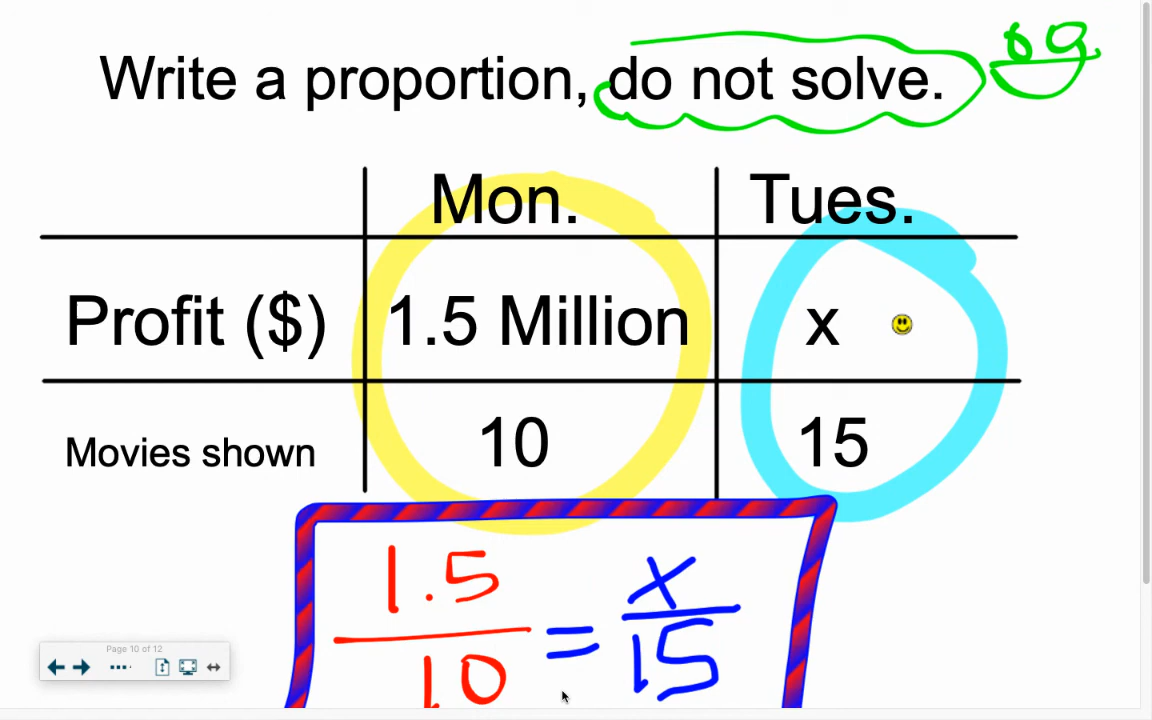 Write a proportion, do not solve.
Mon. Tues.
Profit ($) 1.5 Million x
Movies shown 10 15
1.5 x
=
10 15
Page 10 of 12